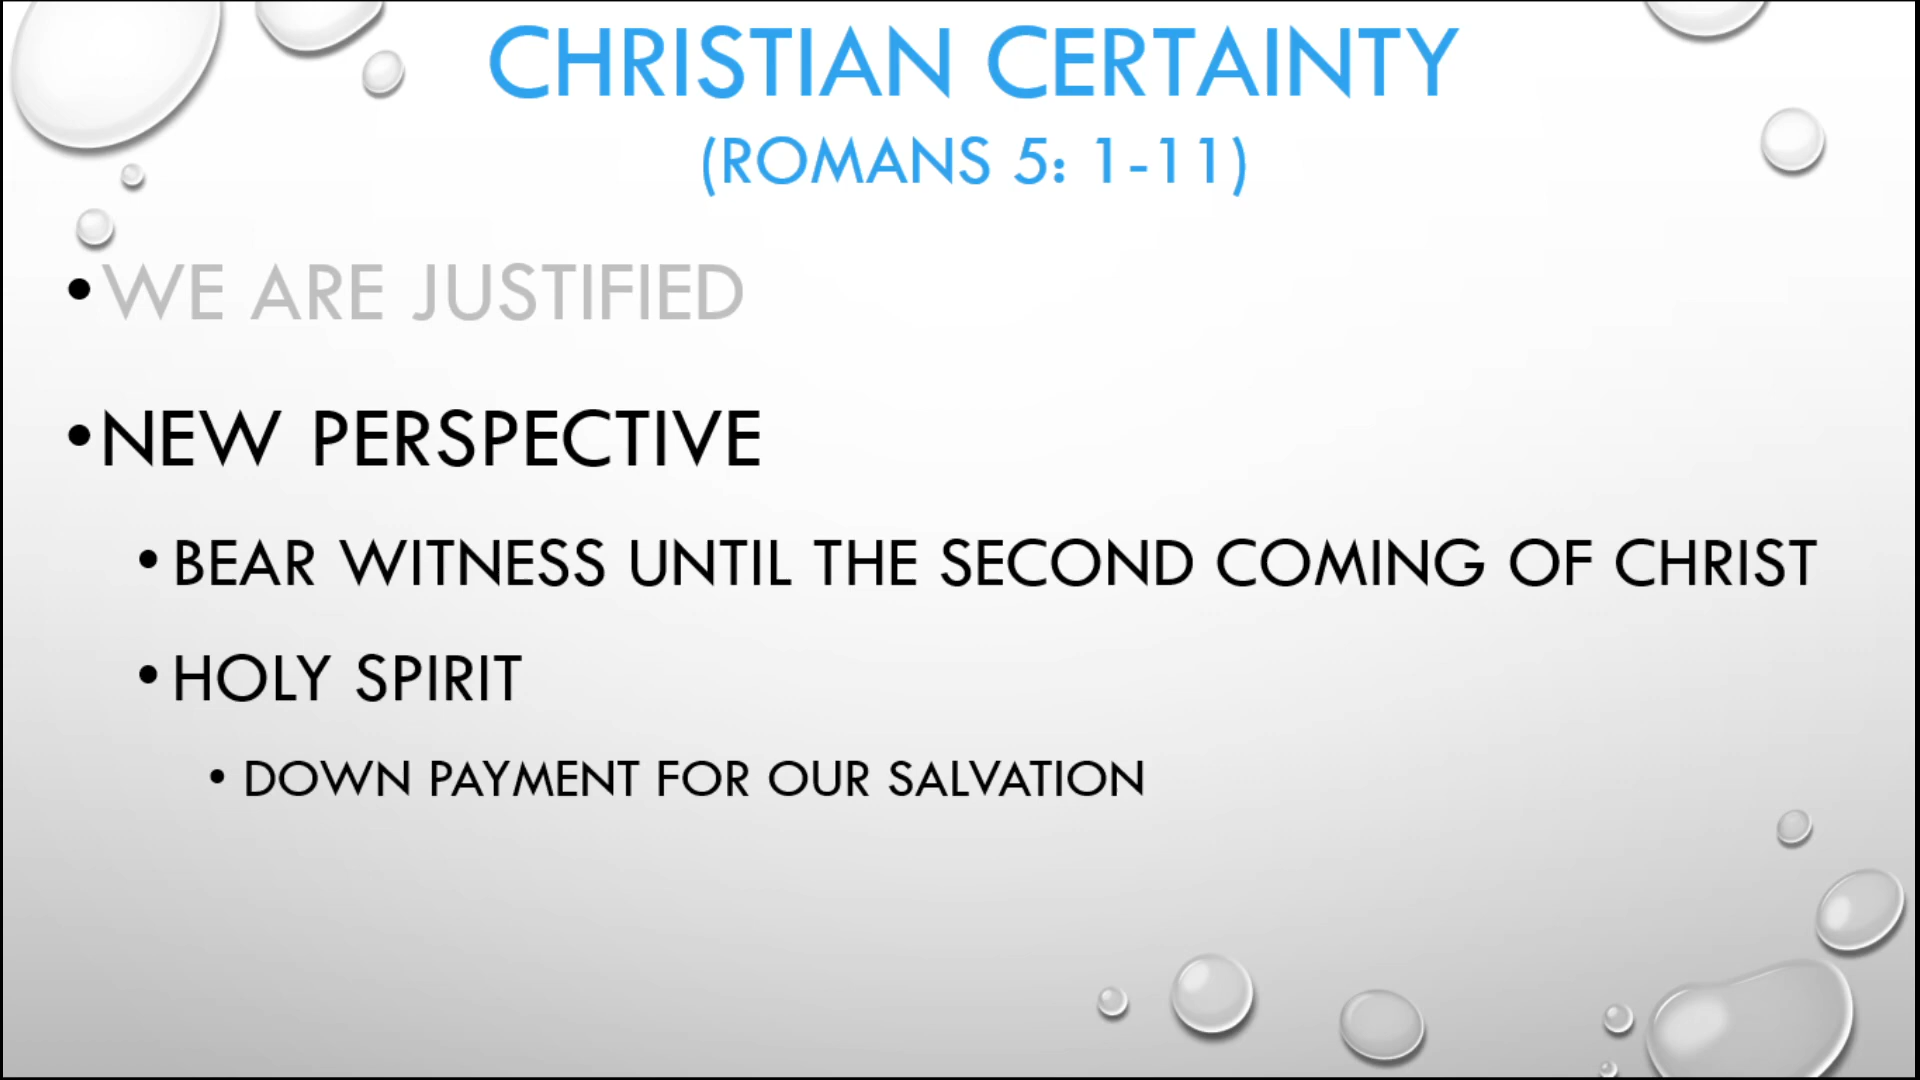 CHRISTIAN CERTAINTY
(ROMANS 5: 1-11)
•WE ARE JUSTIFIED
•NEW PERSPECTIVE
• BEAR WITNESS UNTIL THE SECOND COMING OF CHRIST
• HOLY SPIRIT
• DOWN PAYMENT FOR OUR SALVATION